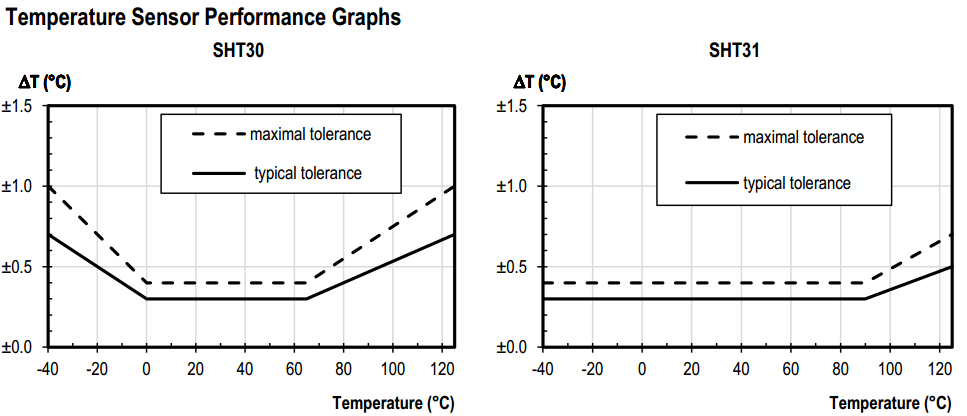 Temperature Sensor Performance Graphs
SHT30
ΔT (°C)
±1.5
±1.0
±0.5
±0.0
maximal tolerance
typical tolerance
-40 -20 0 20 40 60 80 100 120
Temperature (°C)
SHT31
ΔT (°C)
±1.5
±1.0
±0.5
±0.0
maximal tolerance
typical tolerance
-40 -20 0 20 40 60 80 100 120
Temperature (°C)